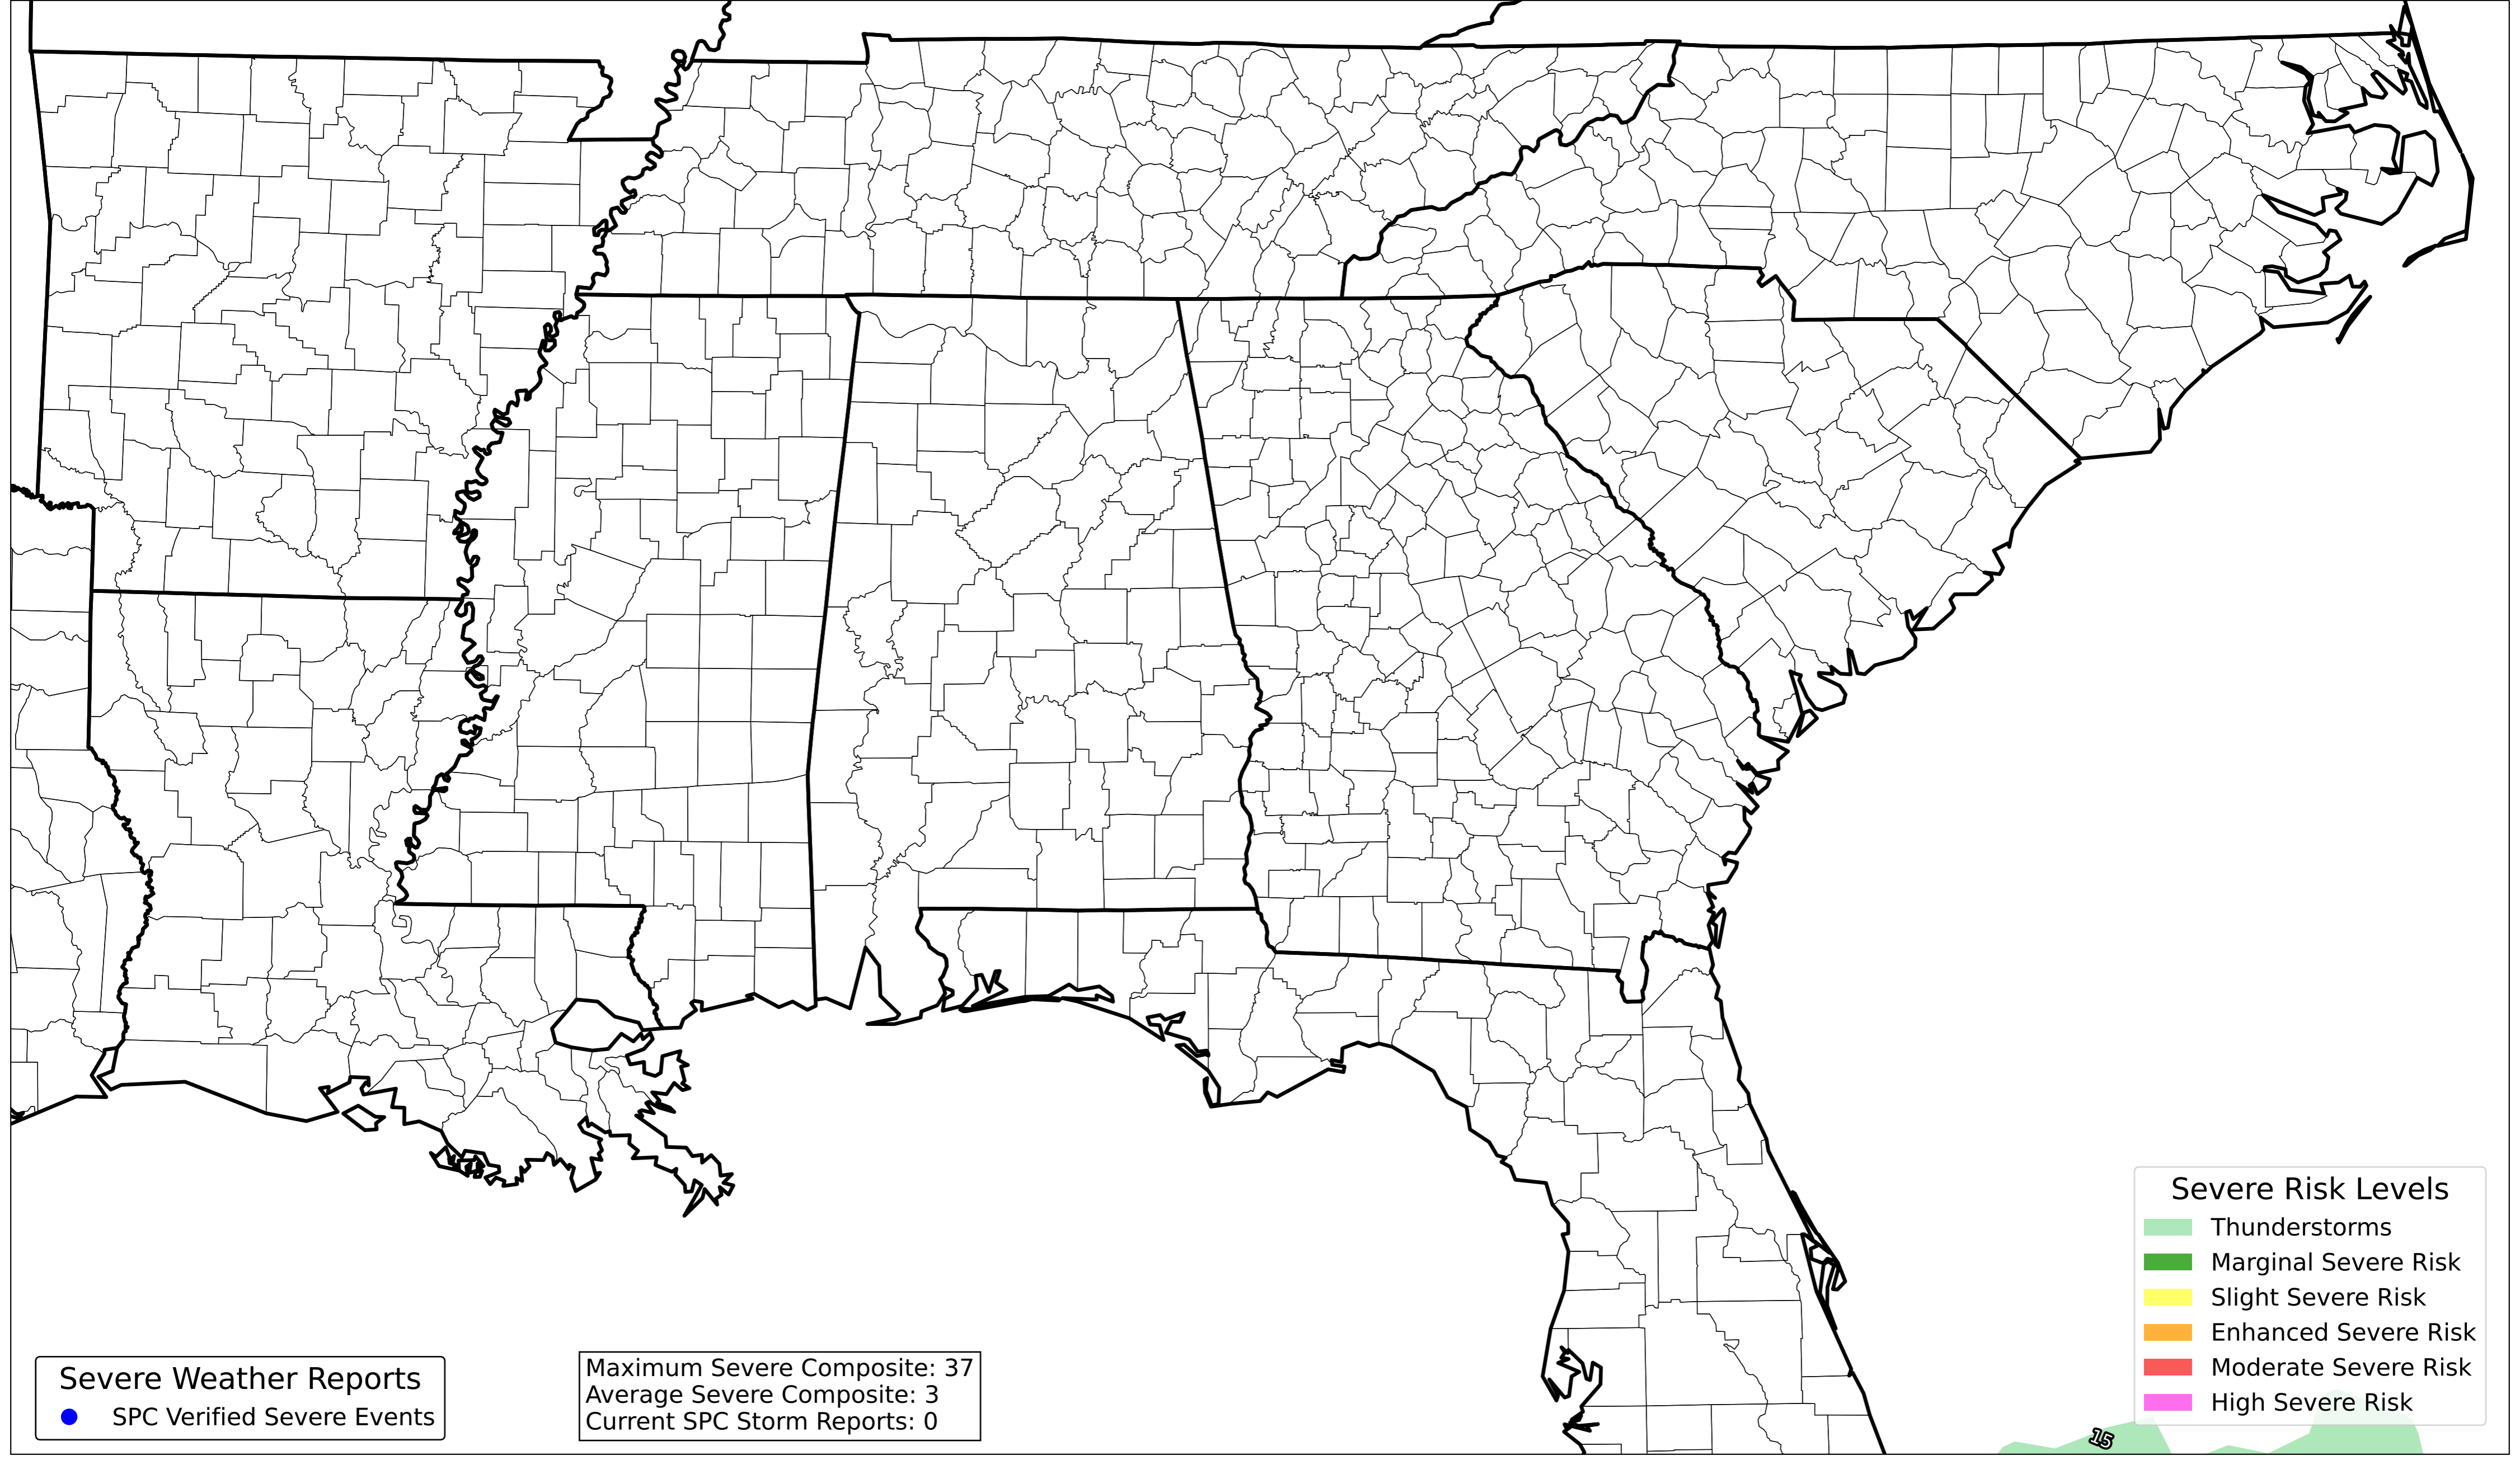 Severe Risk Levels
Thunderstorms
Marginal Severe Risk
Slight Severe Risk
Enhanced Severe Risk
Moderate Severe Risk
High Severe Risk
Severe Weather Reports
SPC Verified Severe Events
Maximum Severe Composite: 37
Average Severe Composite: 3
Current SPC Storm Reports: 0
15